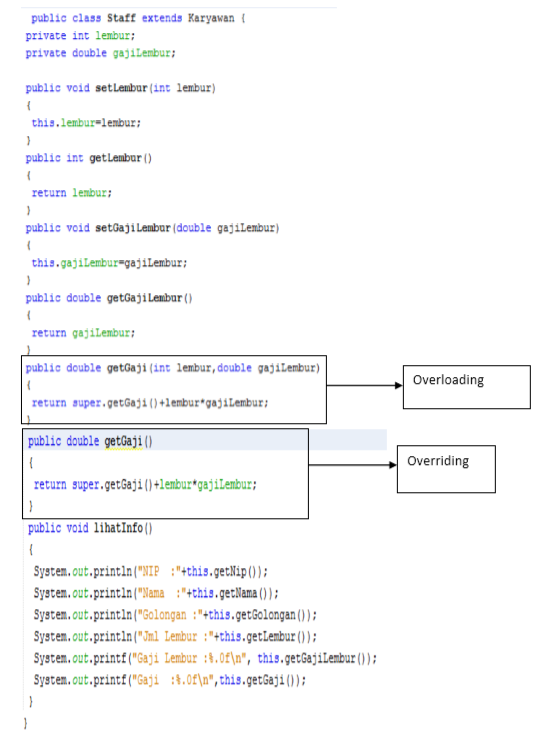 public class Staff extends Karyawan {
private int lembur;
private double gajiLembur;
public void setLembur(int lembur)
{
this.lembur=lembur;
}
public int getLembur()
{
return lembur;
}
public void setGajiLembur(double gajiLembur)
{
this.gajiLembur=gajiLembur;
}
public double getGajiLembur()
{
return gajiLembur;
}
public double getGaji(int lembur,double gajiLembur)
{
return super.getGaji()+lembur*gajiLembur;
}
Overloading
public double getGaji()
{
return super.getGaji()+lembur*gajiLembur;
}
Overriding
public void lihatInfo()
{
System.out.println("NIP :"+this.getNip());
System.out.println("Nama :"+this.getNama());
System.out.println("Golongan :"+this.getGolongan());
System.out.println("Jml Lembur :"+this.getLembur());
System.out.printf("Gaji Lembur :%.0f\n", this.getGajiLembur());
System.out.printf("Gaji :%.0f\n",this.getGaji());
}
}